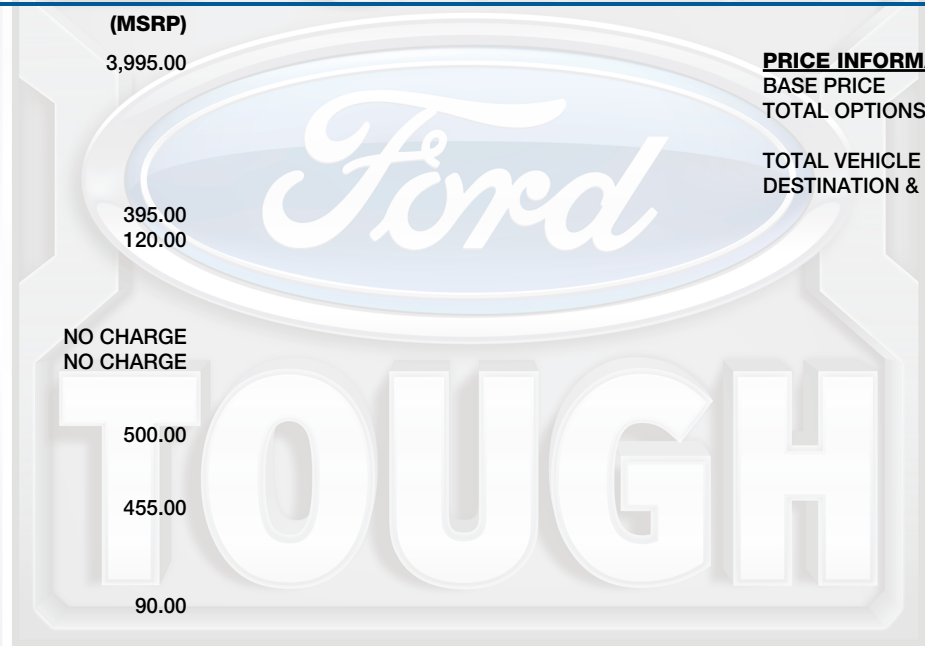 (MSRP)
3,995.00
395.00
120.00
NO CHARGE
NO CHARGE
500.00
455.00
90.00
PRICE INFORMA
BASE PRICE
TOTAL OPTIONS
TOTAL VEHICLE
DESTINATION &
Ford
TOUGH